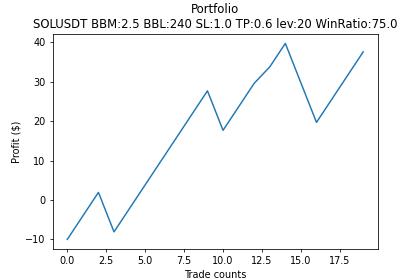 Portfolio
SOLUSDT BBM:2.5 BBL:240 SL:1.0 TP:0.6 lev:20 WinRatio:75.0
40
30
20
10
0
−10
Profit ($)
0.0 2.5 5.0 7.5 10.0 12.5 15.0 17.5
Trade counts